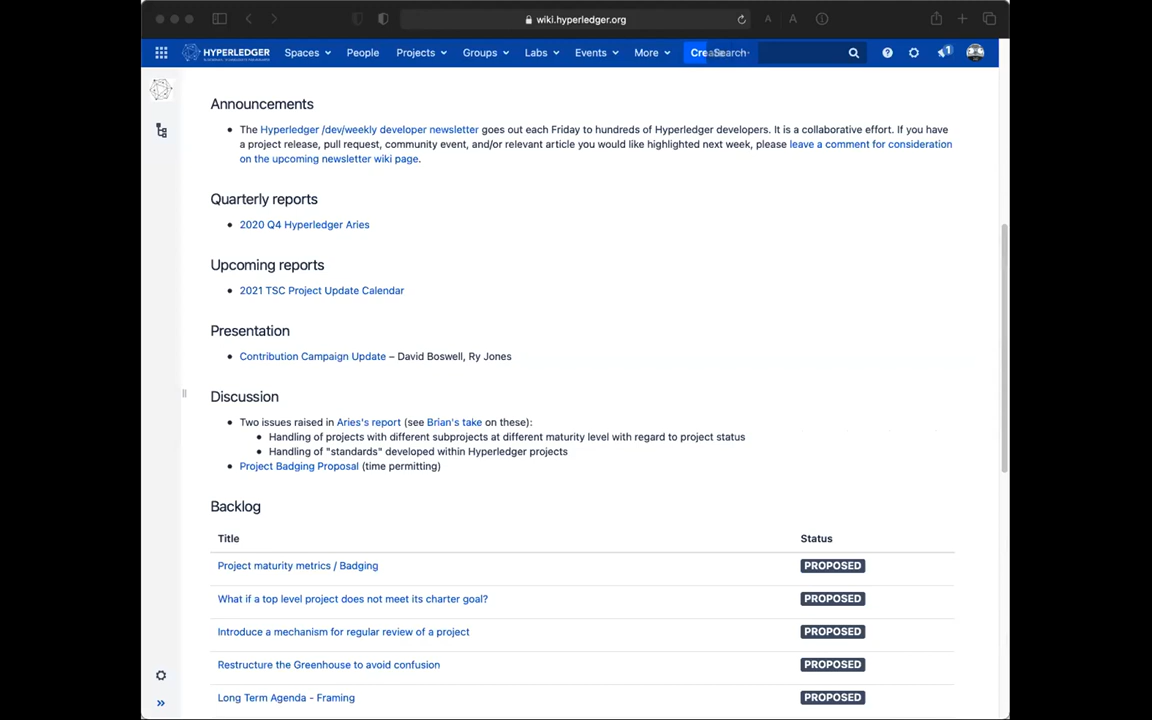 wiki.hyperledger.org
A A
HYPERLEDGER Spaces People Projects Groups Labs Events More Search 1
Announcements
The Hyperledger /dev/weekly developer newsletter goes out each Friday to hundreds of Hyperledger developers. It is a collaborative effort. If you have
a project release, pull request, community event, and/or relevant article you would like highlighted next week, please leave a comment for consideration
on the upcoming newsletter wiki page.
Quarterly reports
2020 Q4 Hyperledger Aries
Upcoming reports
2021 TSC Project Update Calendar
Presentation
Contribution Campaign Update – David Boswell, Ry Jones
Discussion
Two issues raised in Aries's report (see Brian's take on these):
Handling of projects with different subprojects at different maturity level with regard to project status
Handling of "standards" developed within Hyperledger projects
Project Badging Proposal (time permitting)
Backlog
Title Status
Project maturity metrics / Badging PROPOSED
What if a top level project does not meet its charter goal? PROPOSED
Introduce a mechanism for regular review of a project PROPOSED
Restructure the Greenhouse to avoid confusion PROPOSED
Long Term Agenda - Framing PROPOSED